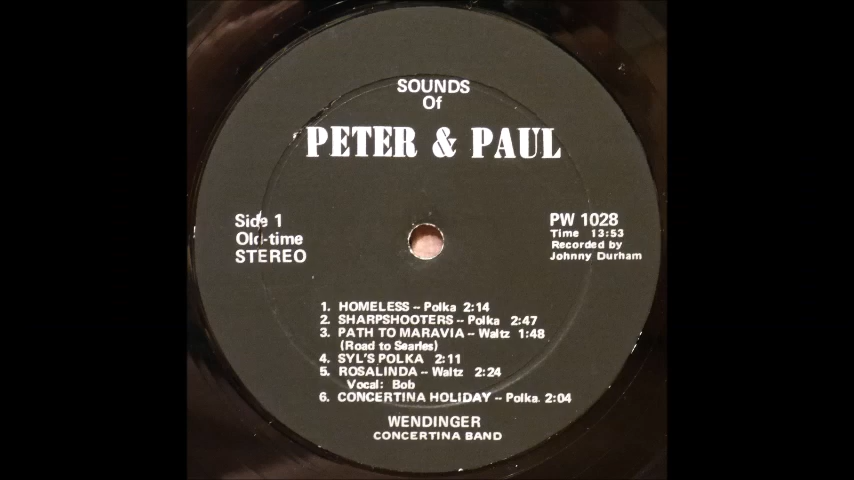 SOUNDS
Of
PETER & PAUL
Side 1
Old-time
STEREO
PW 1028
Time 13:53
Recorded by
Johnny Durham
1. HOMELESS -- Polka 2:14
2. SHARPSHOOTERS -- Polka 2:47
3. PATH TO MARAVIA -- Waltz 1:48
(Road to Searles)
4. SYL'S POLKA 2:11
5. ROSALINDA -- Waltz 2:24
Vocal: Bob
6. CONCERTINA HOLIDAY -- Polka. 2:04
WENDINGER
CONCERTINA BAND